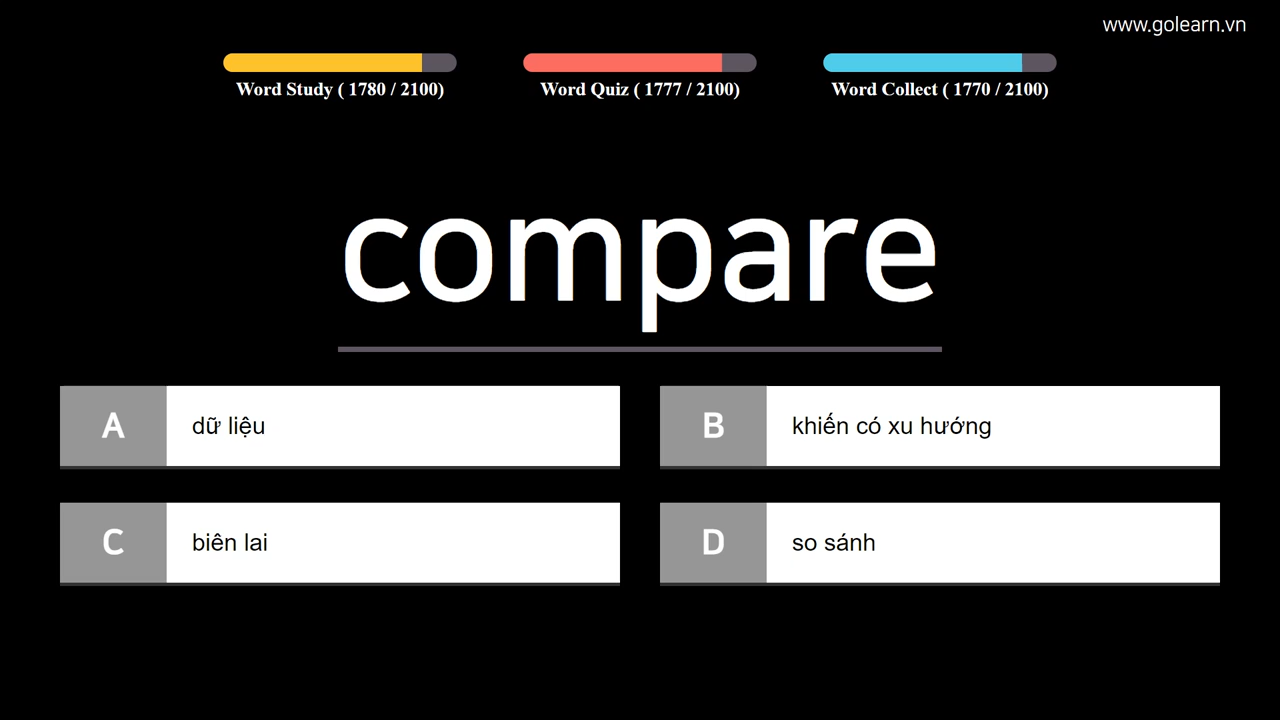 www.golearn.vn
Word Study ( 1780 / 2100)
Word Quiz ( 1777 / 2100)
Word Collect ( 1770 / 2100)
compare
A dữ liệu
B khiến có xu hướng
C biên lai
D so sánh